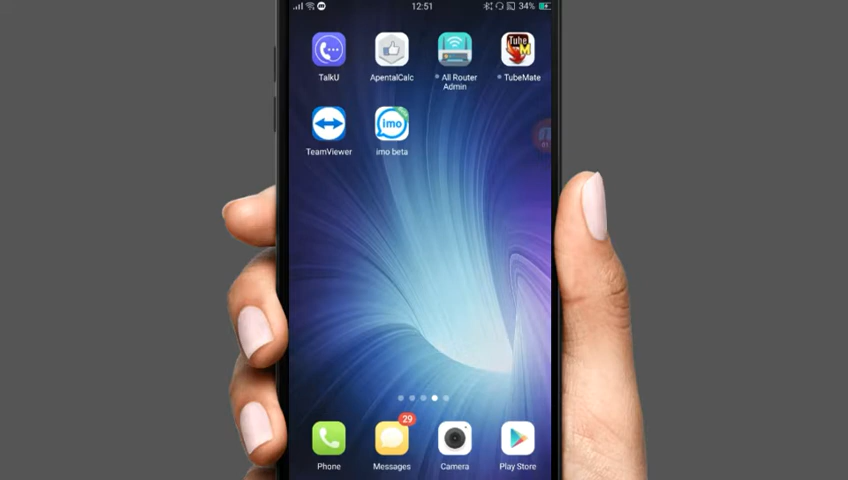 12:51
34%
Tube
M
TalkU
ApentalCalc
All Router
Admin
TubeMate
imo
TeamViewer
imo beta
29
Phone
Messages
Camera
Play Store